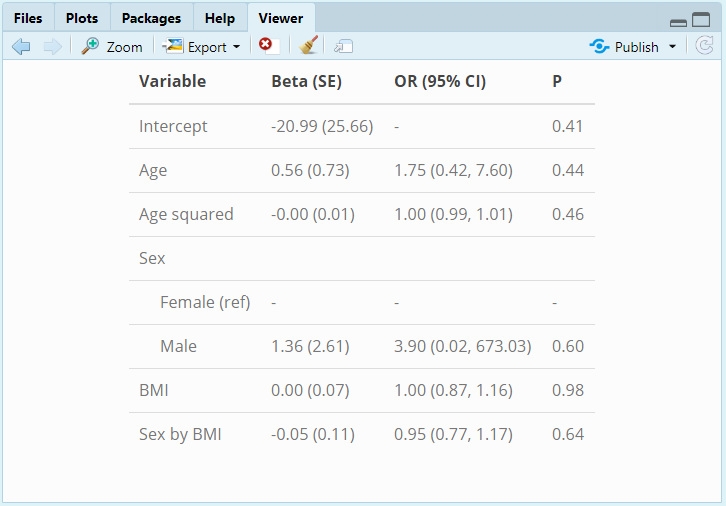 Files Plots Packages Help Viewer
Zoom Export Publish
Variable Beta (SE) OR (95% CI) P
Intercept -20.99 (25.66) - 0.41
Age 0.56 (0.73) 1.75 (0.42, 7.60) 0.44
Age squared -0.00 (0.01) 1.00 (0.99, 1.01) 0.46
Sex
Female (ref) - - -
Male 1.36 (2.61) 3.90 (0.02, 673.03) 0.60
BMI 0.00 (0.07) 1.00 (0.87, 1.16) 0.98
Sex by BMI -0.05 (0.11) 0.95 (0.77, 1.17) 0.64